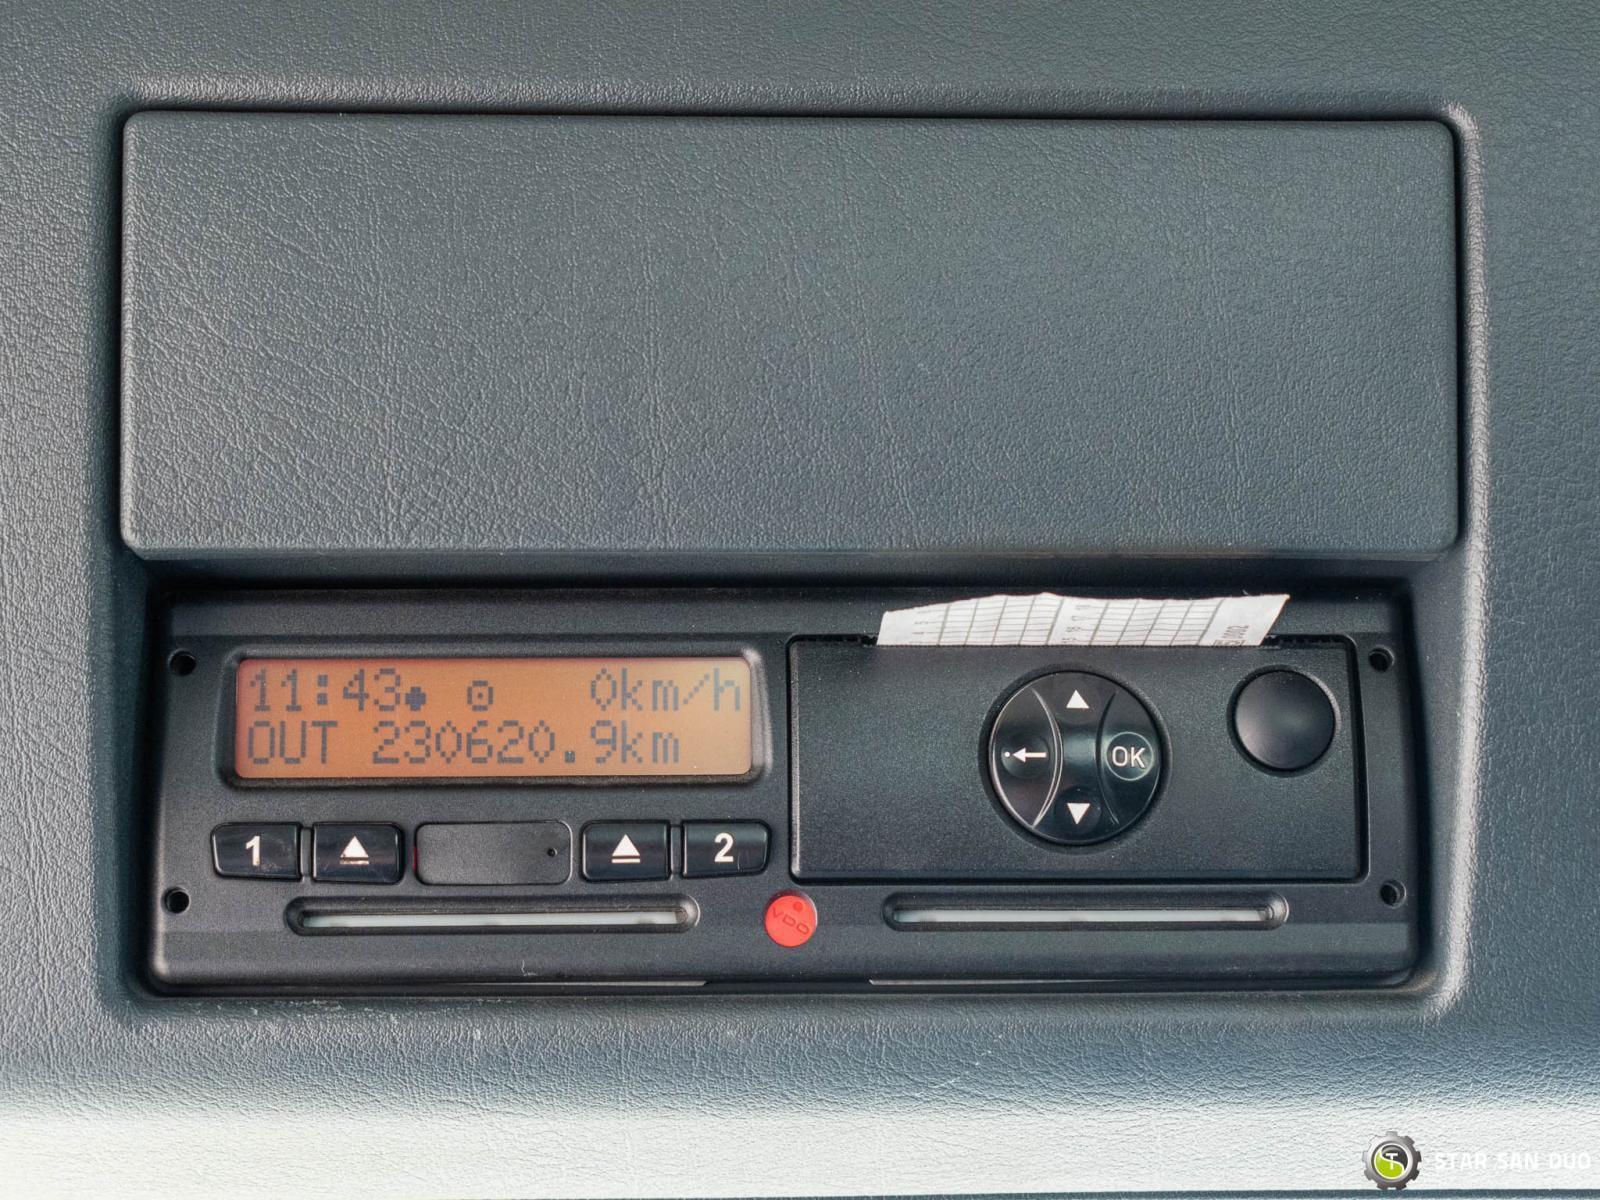 11:43 0km/h
OUT 230620.9km
OK
1
2
VDO
STAR SAN DUO